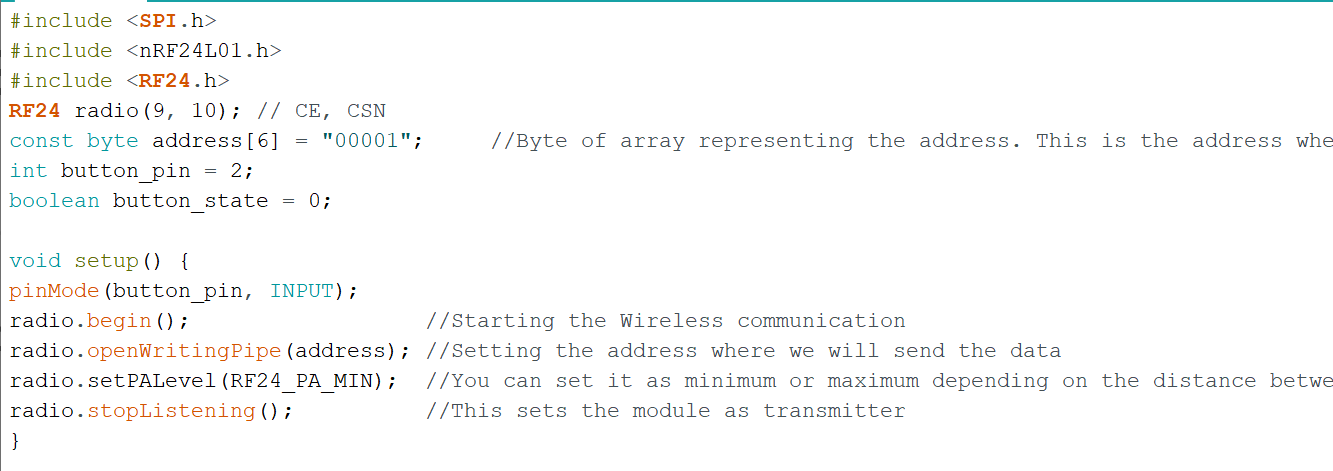 #include <SPI.h>
#include <nRF24L01.h>
#include <RF24.h>
RF24 radio(9, 10); // CE, CSN
const byte address[6] = "00001"; //Byte of array representing the address. This is the address whe
int button_pin = 2;
boolean button_state = 0;
void setup() {
pinMode(button_pin, INPUT);
radio.begin(); //Starting the Wireless communication
radio.openWritingPipe(address); //Setting the address where we will send the data
radio.setPALevel(RF24_PA_MIN); //You can set it as minimum or maximum depending on the distance betwe
radio.stopListening(); //This sets the module as transmitter
}